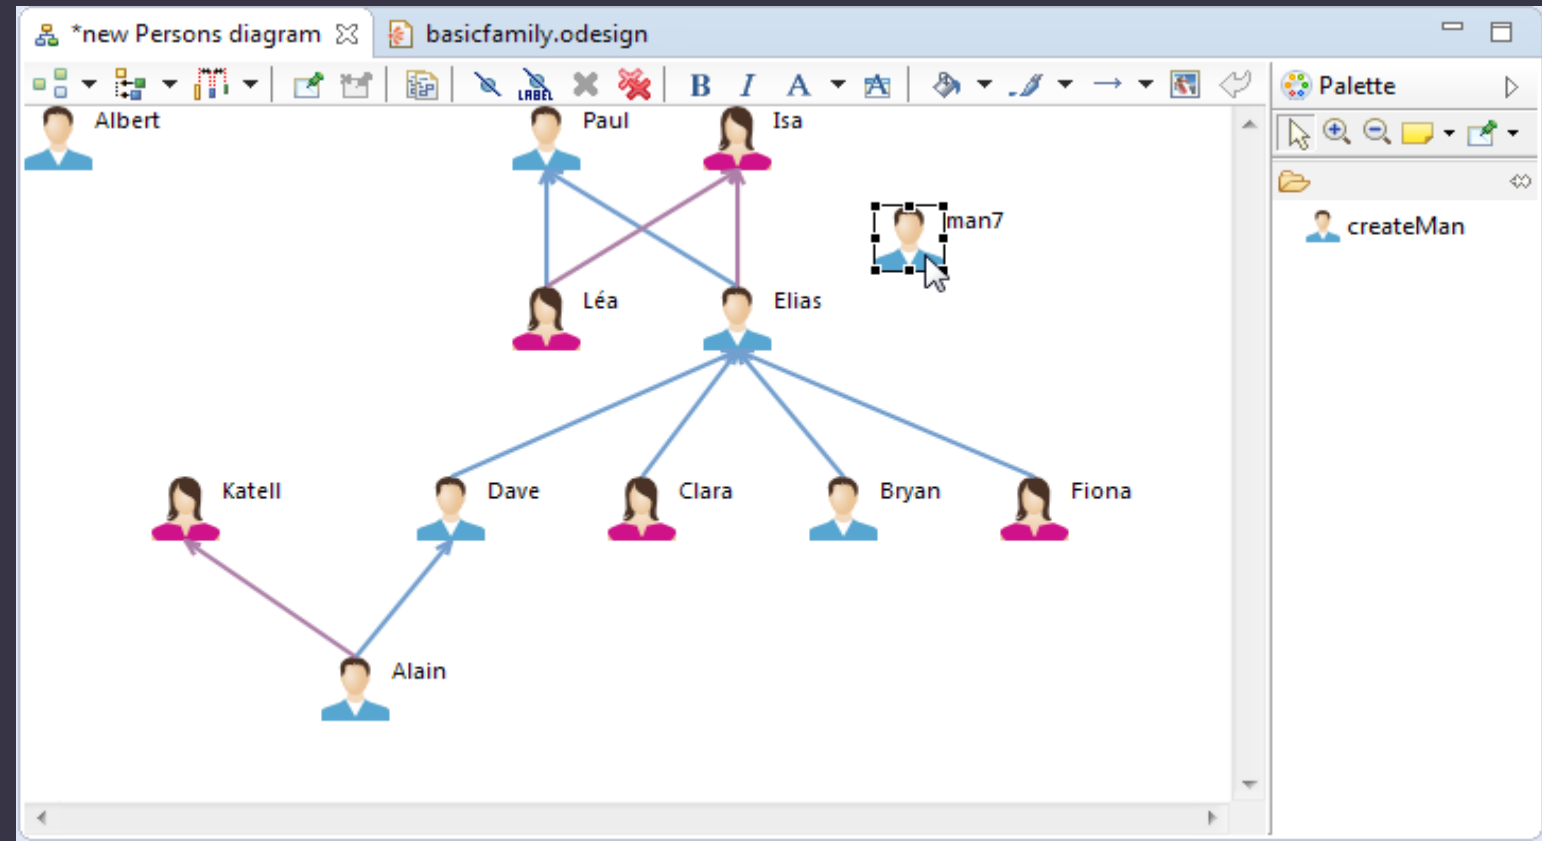 *new Persons diagram
basicfamily.odesign
LABEL
B I A A
Palette
Albert
Paul
Isa
man7
createMan
Léa
Elias
Katell
Dave
Clara
Bryan
Fiona
Alain